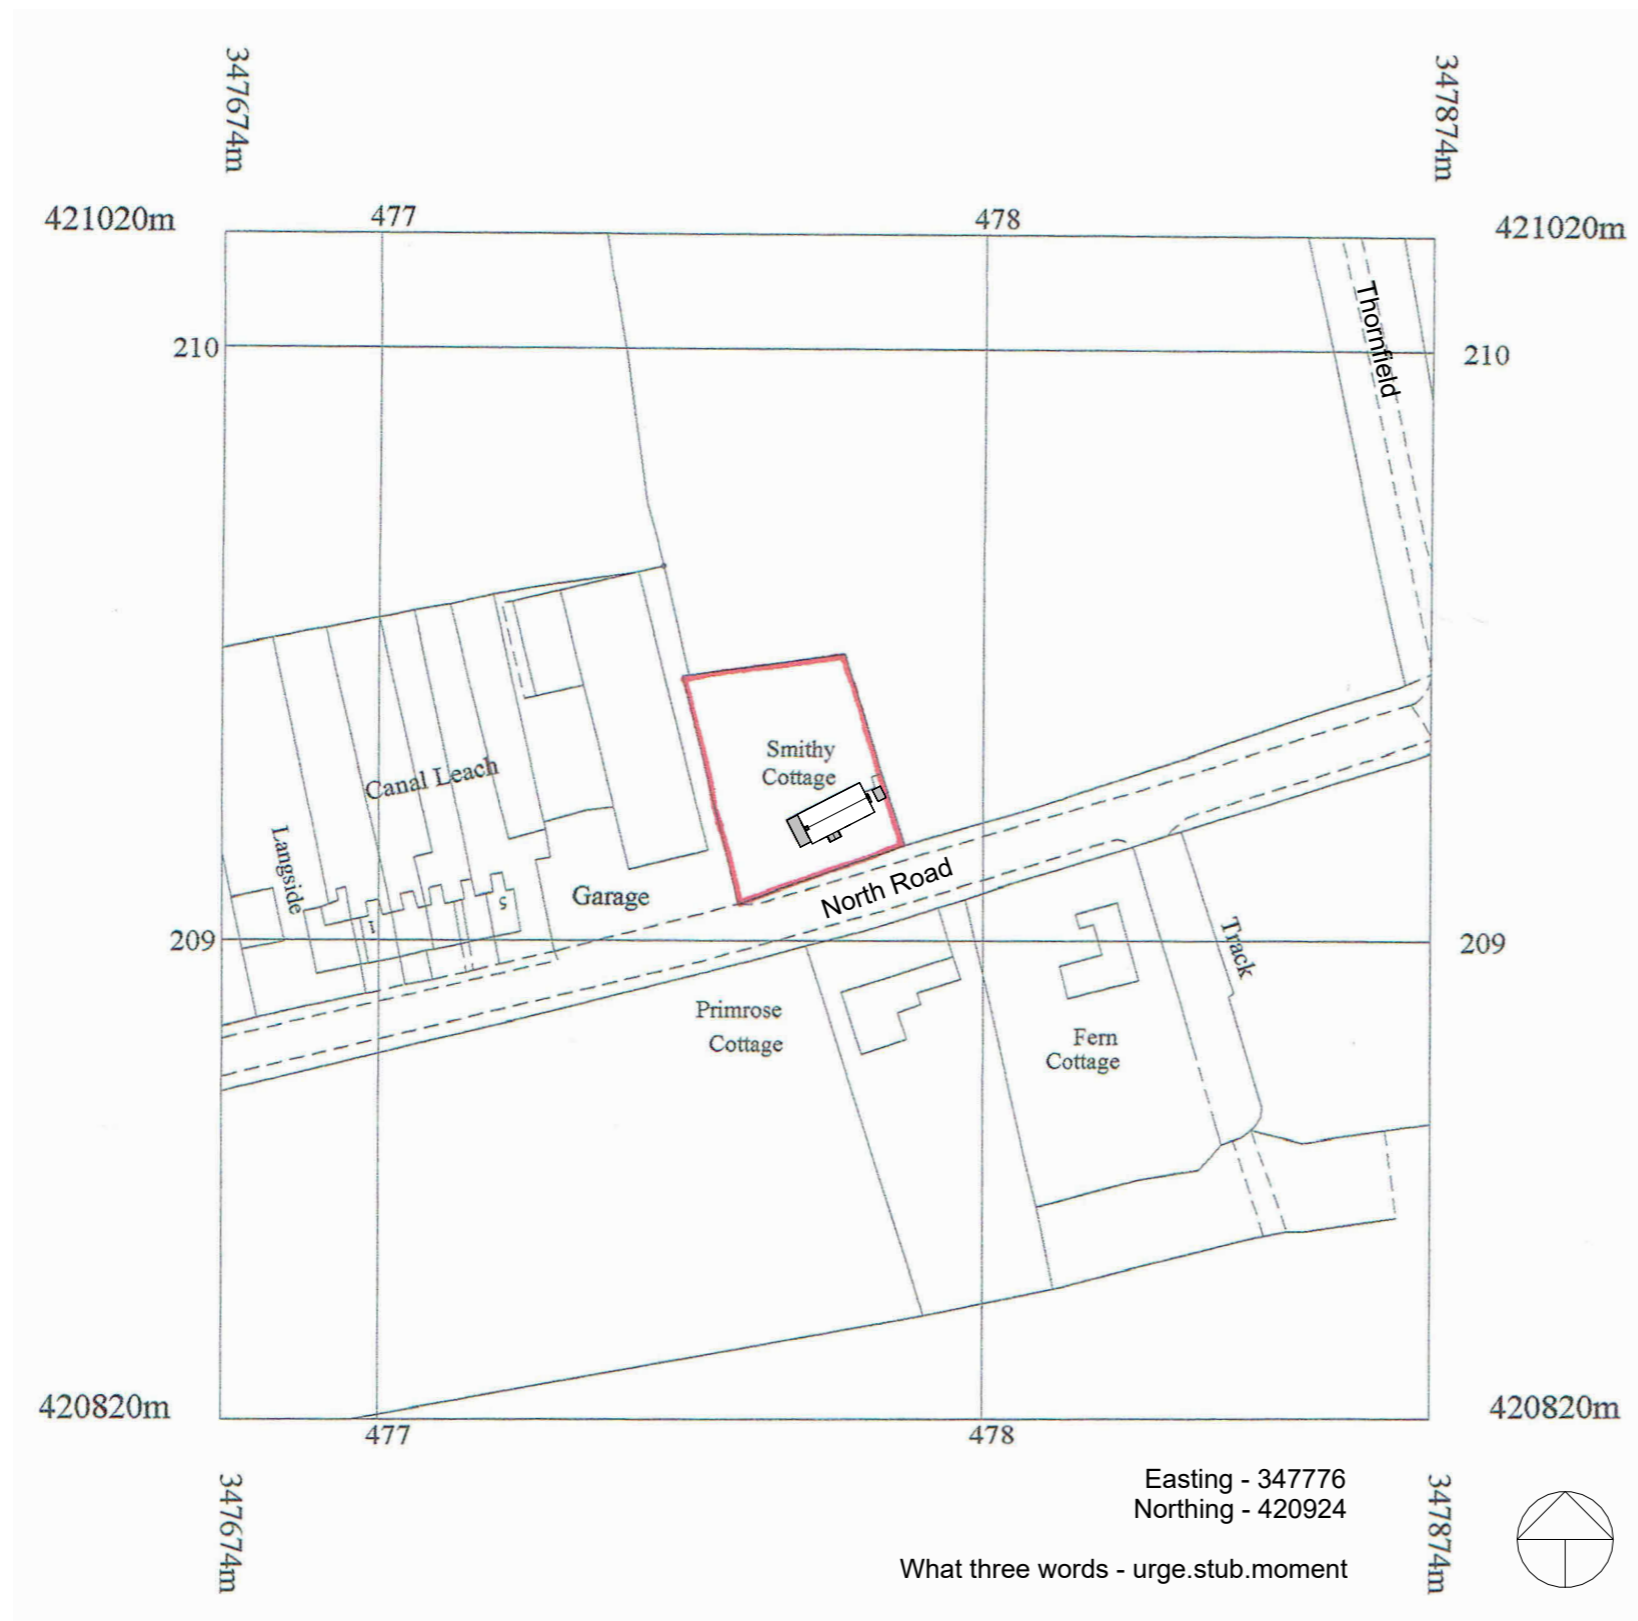 347674m
347874m
421020m
477
478
421020m
Thornfield
210
210
Smithy
Cottage
Canal Leach
Langside
Garage
1
5
North Road
209
209
Track
Primrose
Cottage
Fern
Cottage
420820m
420820m
477
478
347674m
347874m
Easting - 347776
Northing - 420924
What three words - urge.stub.moment